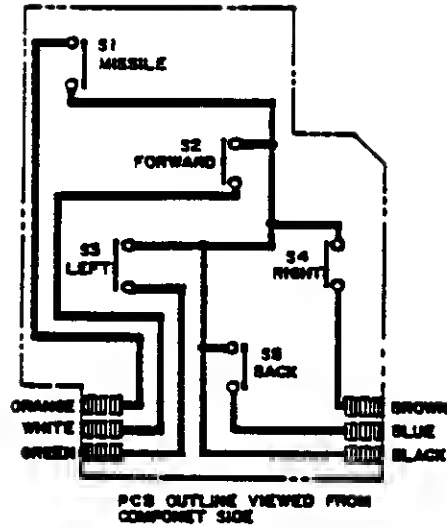 S1
MISSILE
S2
FORWARD
S3
LEFT
S4
RIGHT
S5
BACK
ORANGE
WHITE
GREEN
BROWN
BLUE
BLACK
PCB OUTLINE VIEWED FROM
COMPONET SIDE